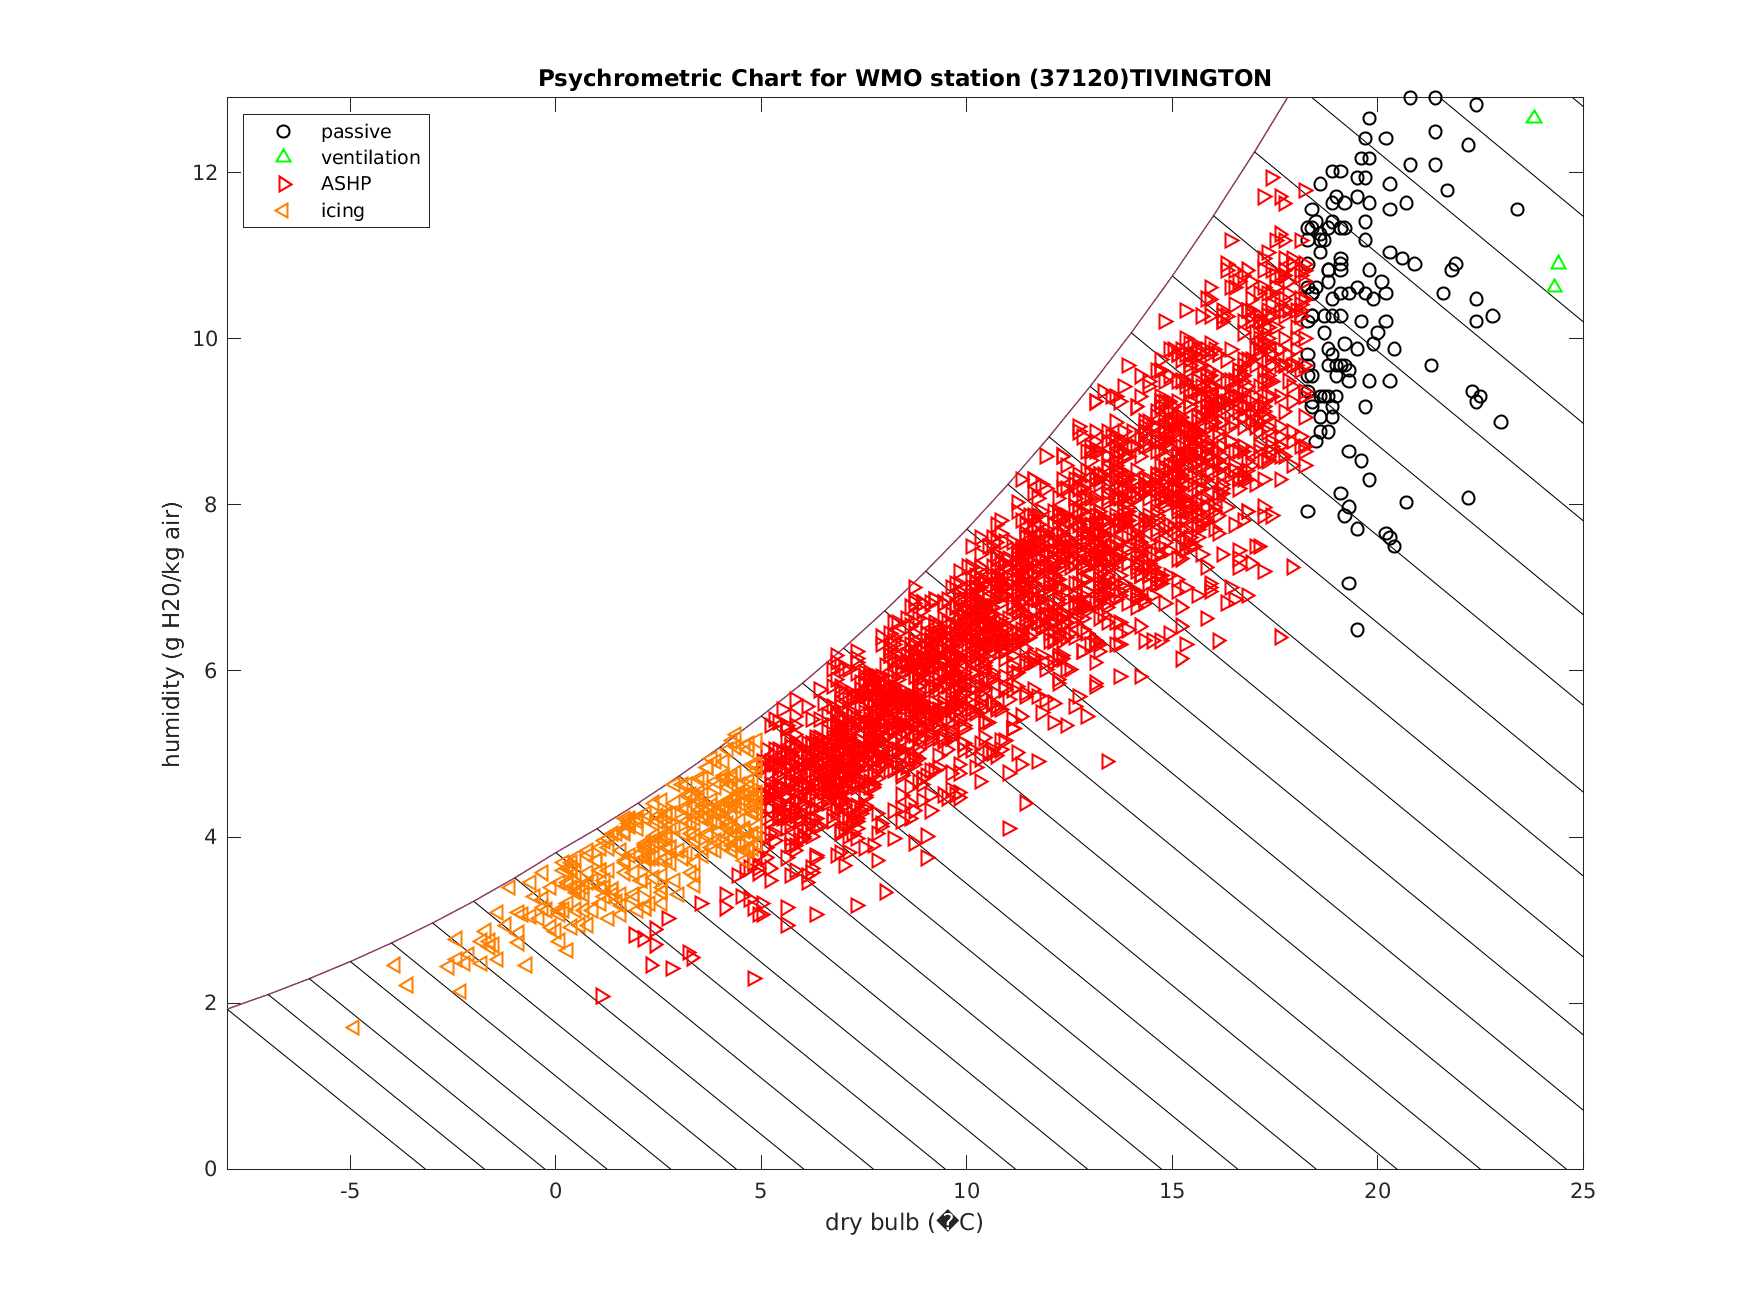 Psychrometric Chart for WMO station (37120)TIVINGTON
passive
ventilation
ASHP
icing
humidity (g H20/kg air)
12
10
8
6
4
2
0
-5
0
5
10
15
20
25
dry bulb (�C)